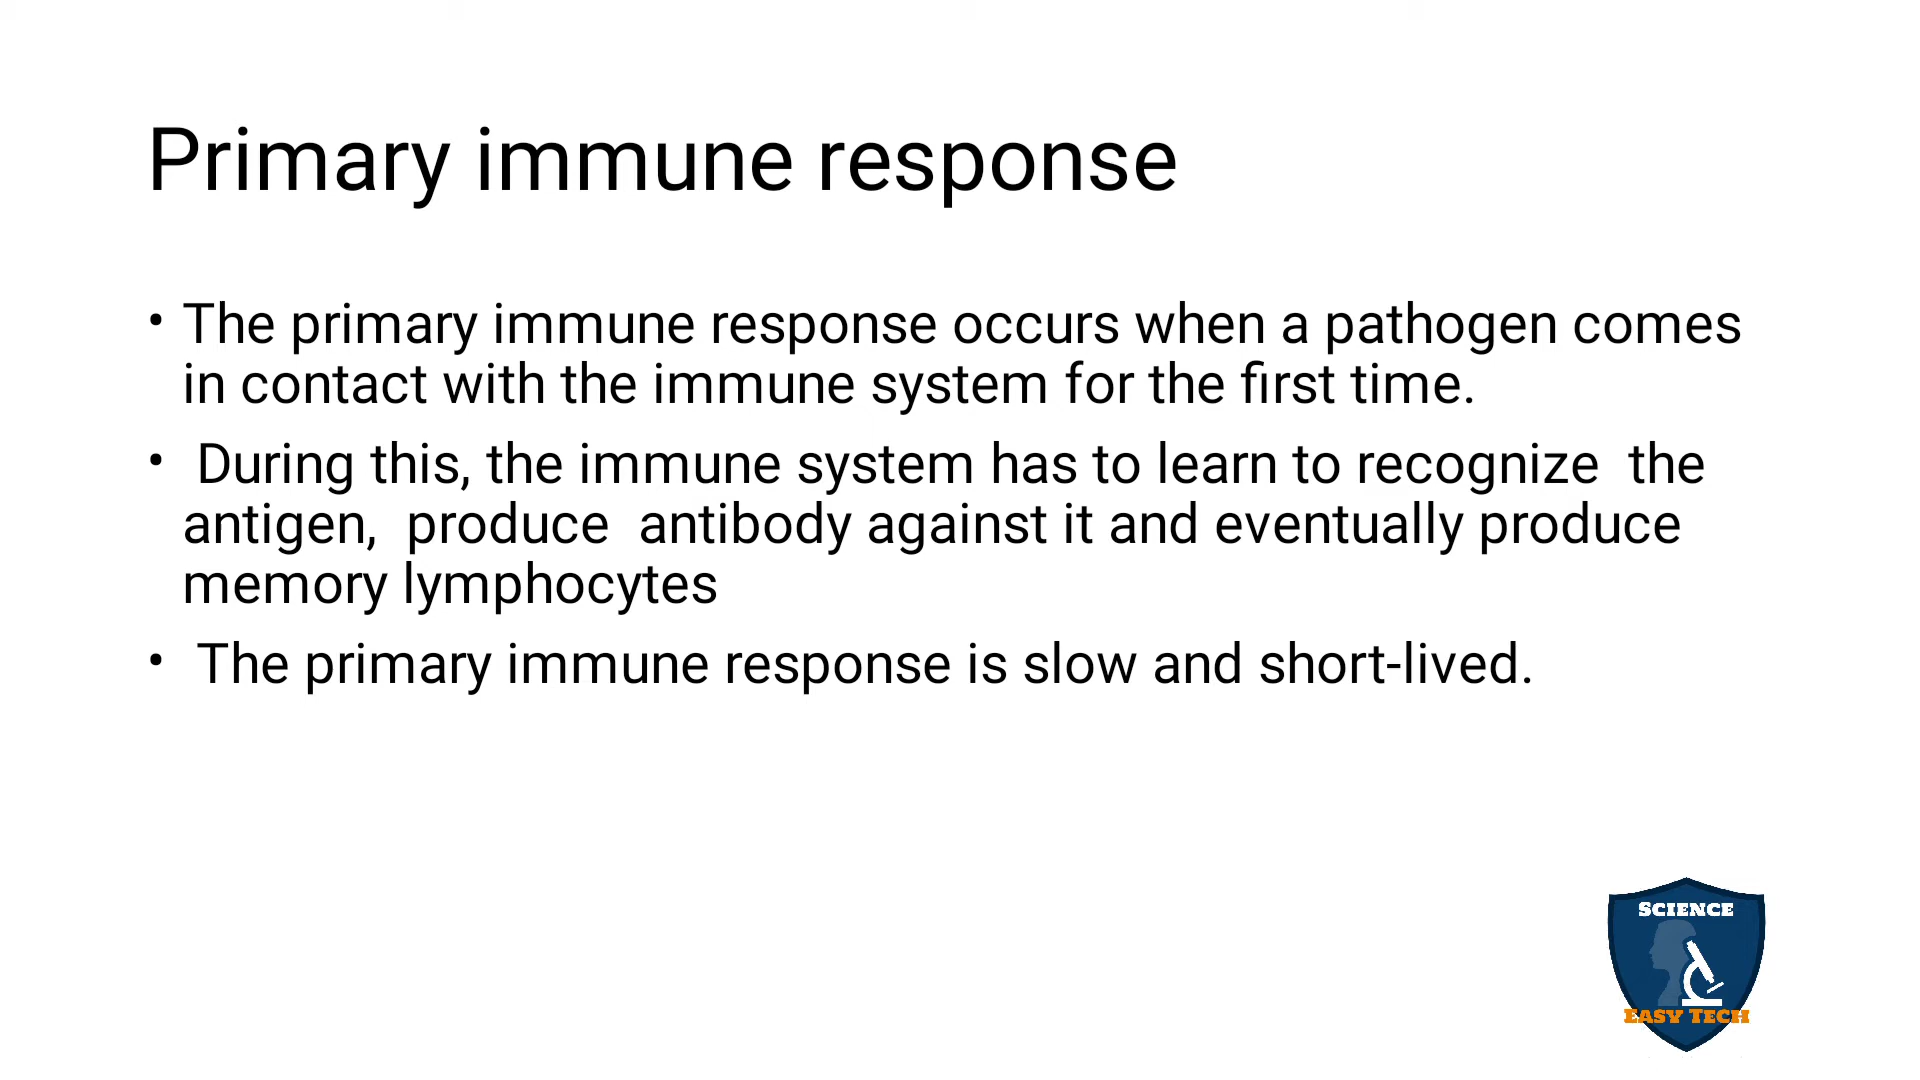 Primary immune response
• The primary immune response occurs when a pathogen comes
in contact with the immune system for the first time.
•  During this, the immune system has to learn to recognize  the
antigen,  produce  antibody against it and eventually produce
memory lymphocytes
•  The primary immune response is slow and short-lived.
SCIENCE
EASY TECH